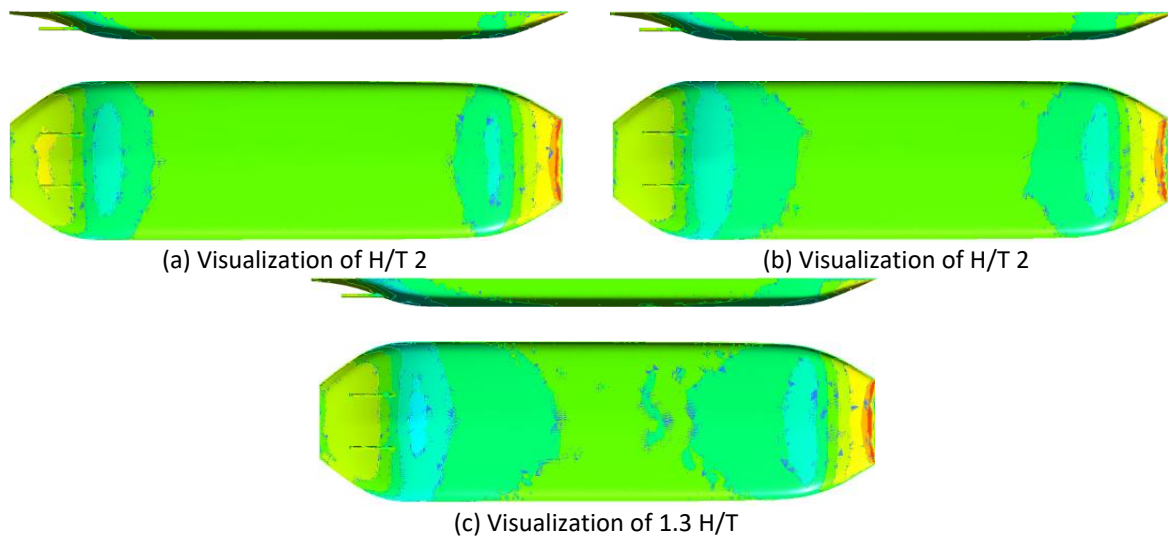 (a) Visualization of H/T 2
(b) Visualization of H/T 2
(c) Visualization of 1.3 H/T